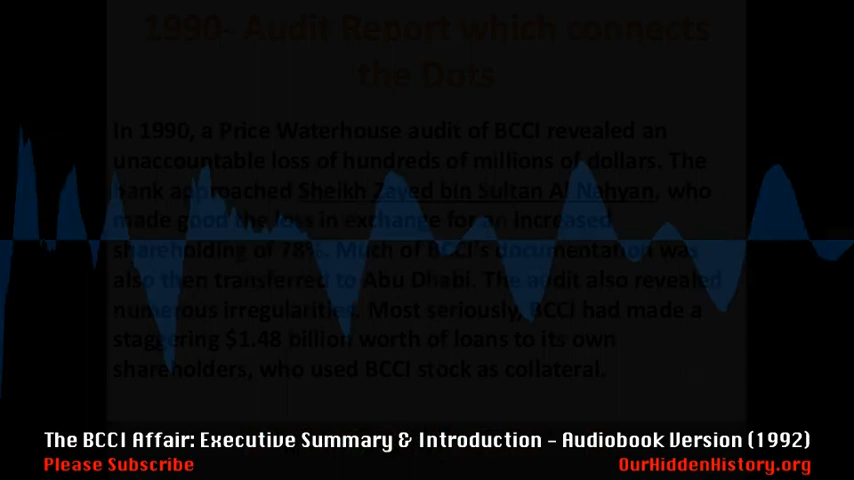 1990- Audit Report which connects
the Dots
In 1990, a Price Waterhouse audit of BCCI revealed an
unaccountable loss of hundreds of millions of dollars. The
bank approached Sheikh Zayed bin Sultan Al Nahyan, who
made good the loss in exchange for an increased
shareholding of 78%. Much of BCCI's documentation was
also then transferred to Abu Dhabi. The audit also revealed
numerous irregularities. Most seriously, BCCI had made a
staggering $1.48 billion worth of loans to its own
shareholders, who used BCCI stock as collateral.
The BCCI Affair: Executive Summary & Introduction - Audiobook Version (1992)
Please Subscribe
OurHiddenHistory.org